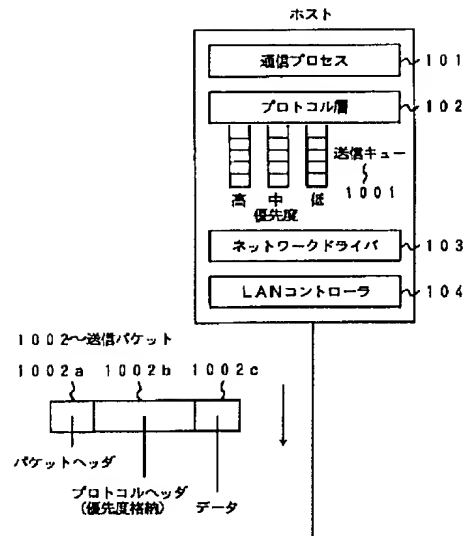 ホスト
通信プロセス
101
プロトコル層
102
送信キュー
1001
高 中 低
優先度
ネットワークドライバ
103
LANコントローラ
104
1002~送信パケット
1002a 1002b 1002c
パケットヘッダ
プロトコルヘッダ
(優先度格納)
データ